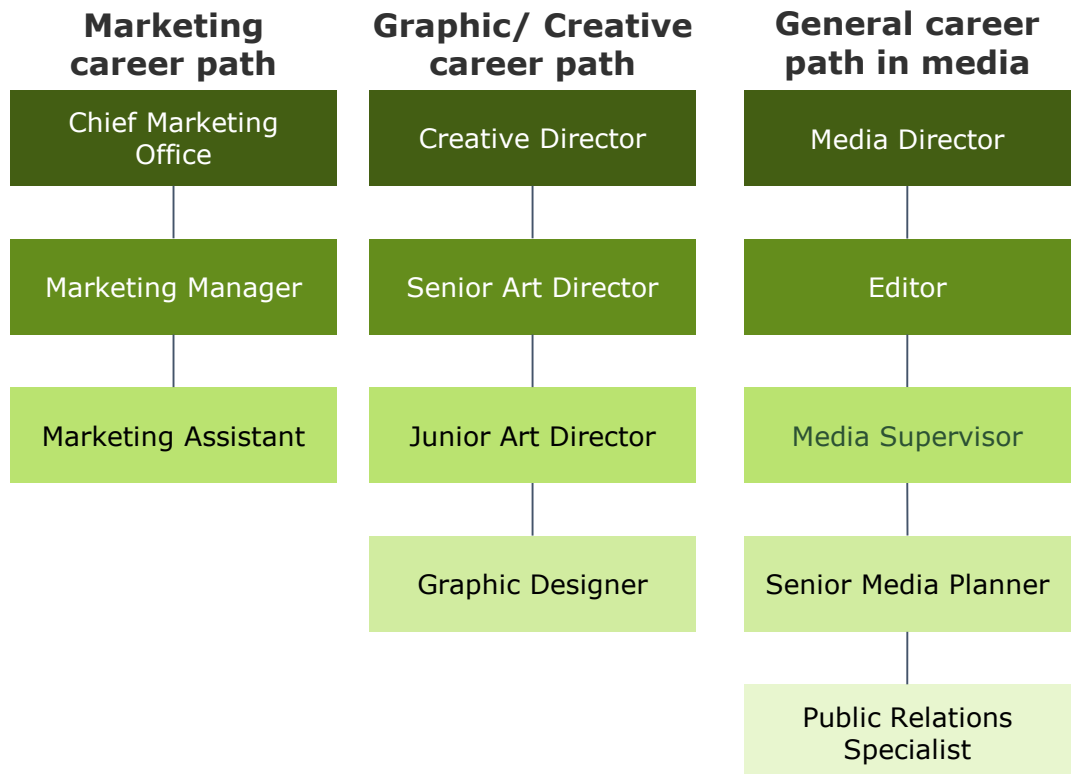 Marketing
career path
Chief Marketing
Office
Marketing Manager
Marketing Assistant
Graphic/ Creative
career path
Creative Director
Senior Art Director
Junior Art Director
Graphic Designer
General career
path in media
Media Director
Editor
Media Supervisor
Senior Media Planner
Public Relations
Specialist